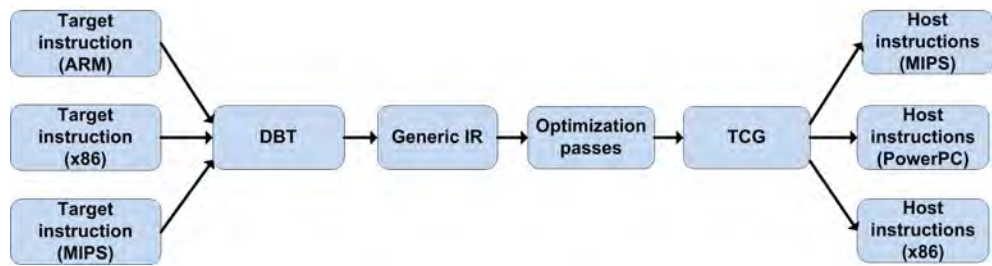 Target
instruction
(ARM)
Target
instruction
(x86)
Target
instruction
(MIPS)
DBT
Generic IR
Optimization
passes
TCG
Host
instructions
(MIPS)
Host
instructions
(PowerPC)
Host
instructions
(x86)